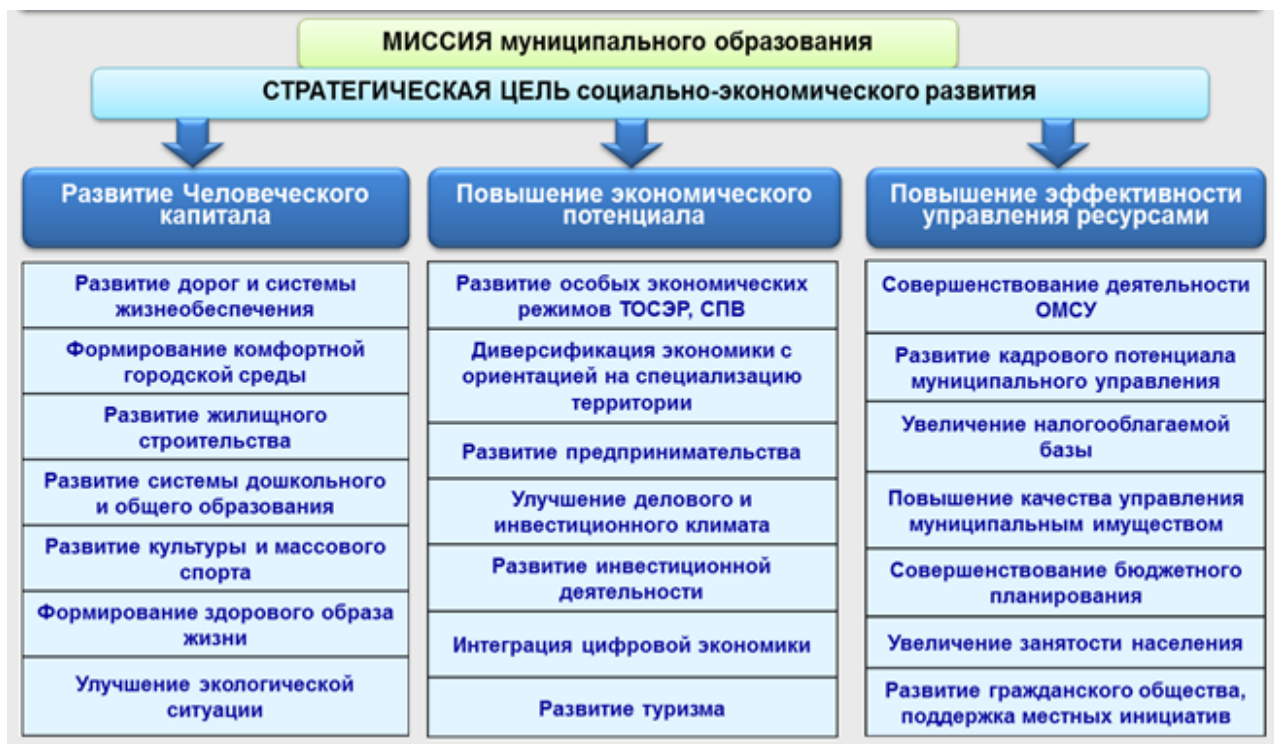 МИССИЯ муниципального образования
СТРАТЕГИЧЕСКАЯ ЦЕЛЬ социально-экономического развития
Развитие Человеческого
капитала
Развитие дорог и системы
жизнеобеспечения
Формирование комфортной
городской среды
Развитие жилищного
строительства
Развитие системы дошкольного
и общего образования
Развитие культуры и массового
спорта
Формирование здорового образа
жизни
Улучшение экологической
ситуации
Повышение экономического
потенциала
Развитие особых экономических
режимов ТОСЭР, СПВ
Диверсификация экономики с
ориентацией на специализацию
территории
Развитие предпринимательства
Улучшение делового и
инвестиционного климата
Развитие инвестиционной
деятельности
Интеграция цифровой экономики
Развитие туризма
Повышение эффективности
управления ресурсами
Совершенствование деятельности
ОМСУ
Развитие кадрового потенциала
муниципального управления
Увеличение налогооблагаемой
базы
Повышение качества управления
муниципальным имуществом
Совершенствование бюджетного
планирования
Увеличение занятости населения
Развитие гражданского общества,
поддержка местных инициатив